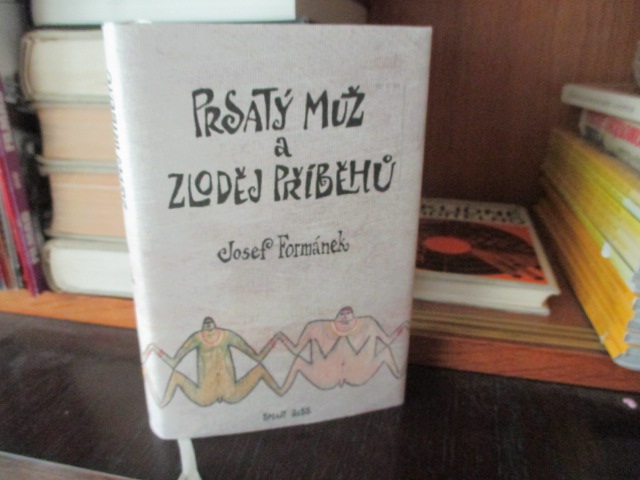 PRSATÝ MUŽ
a
ZLODĚJ PŘÍBĚHŮ
Josef Formánek